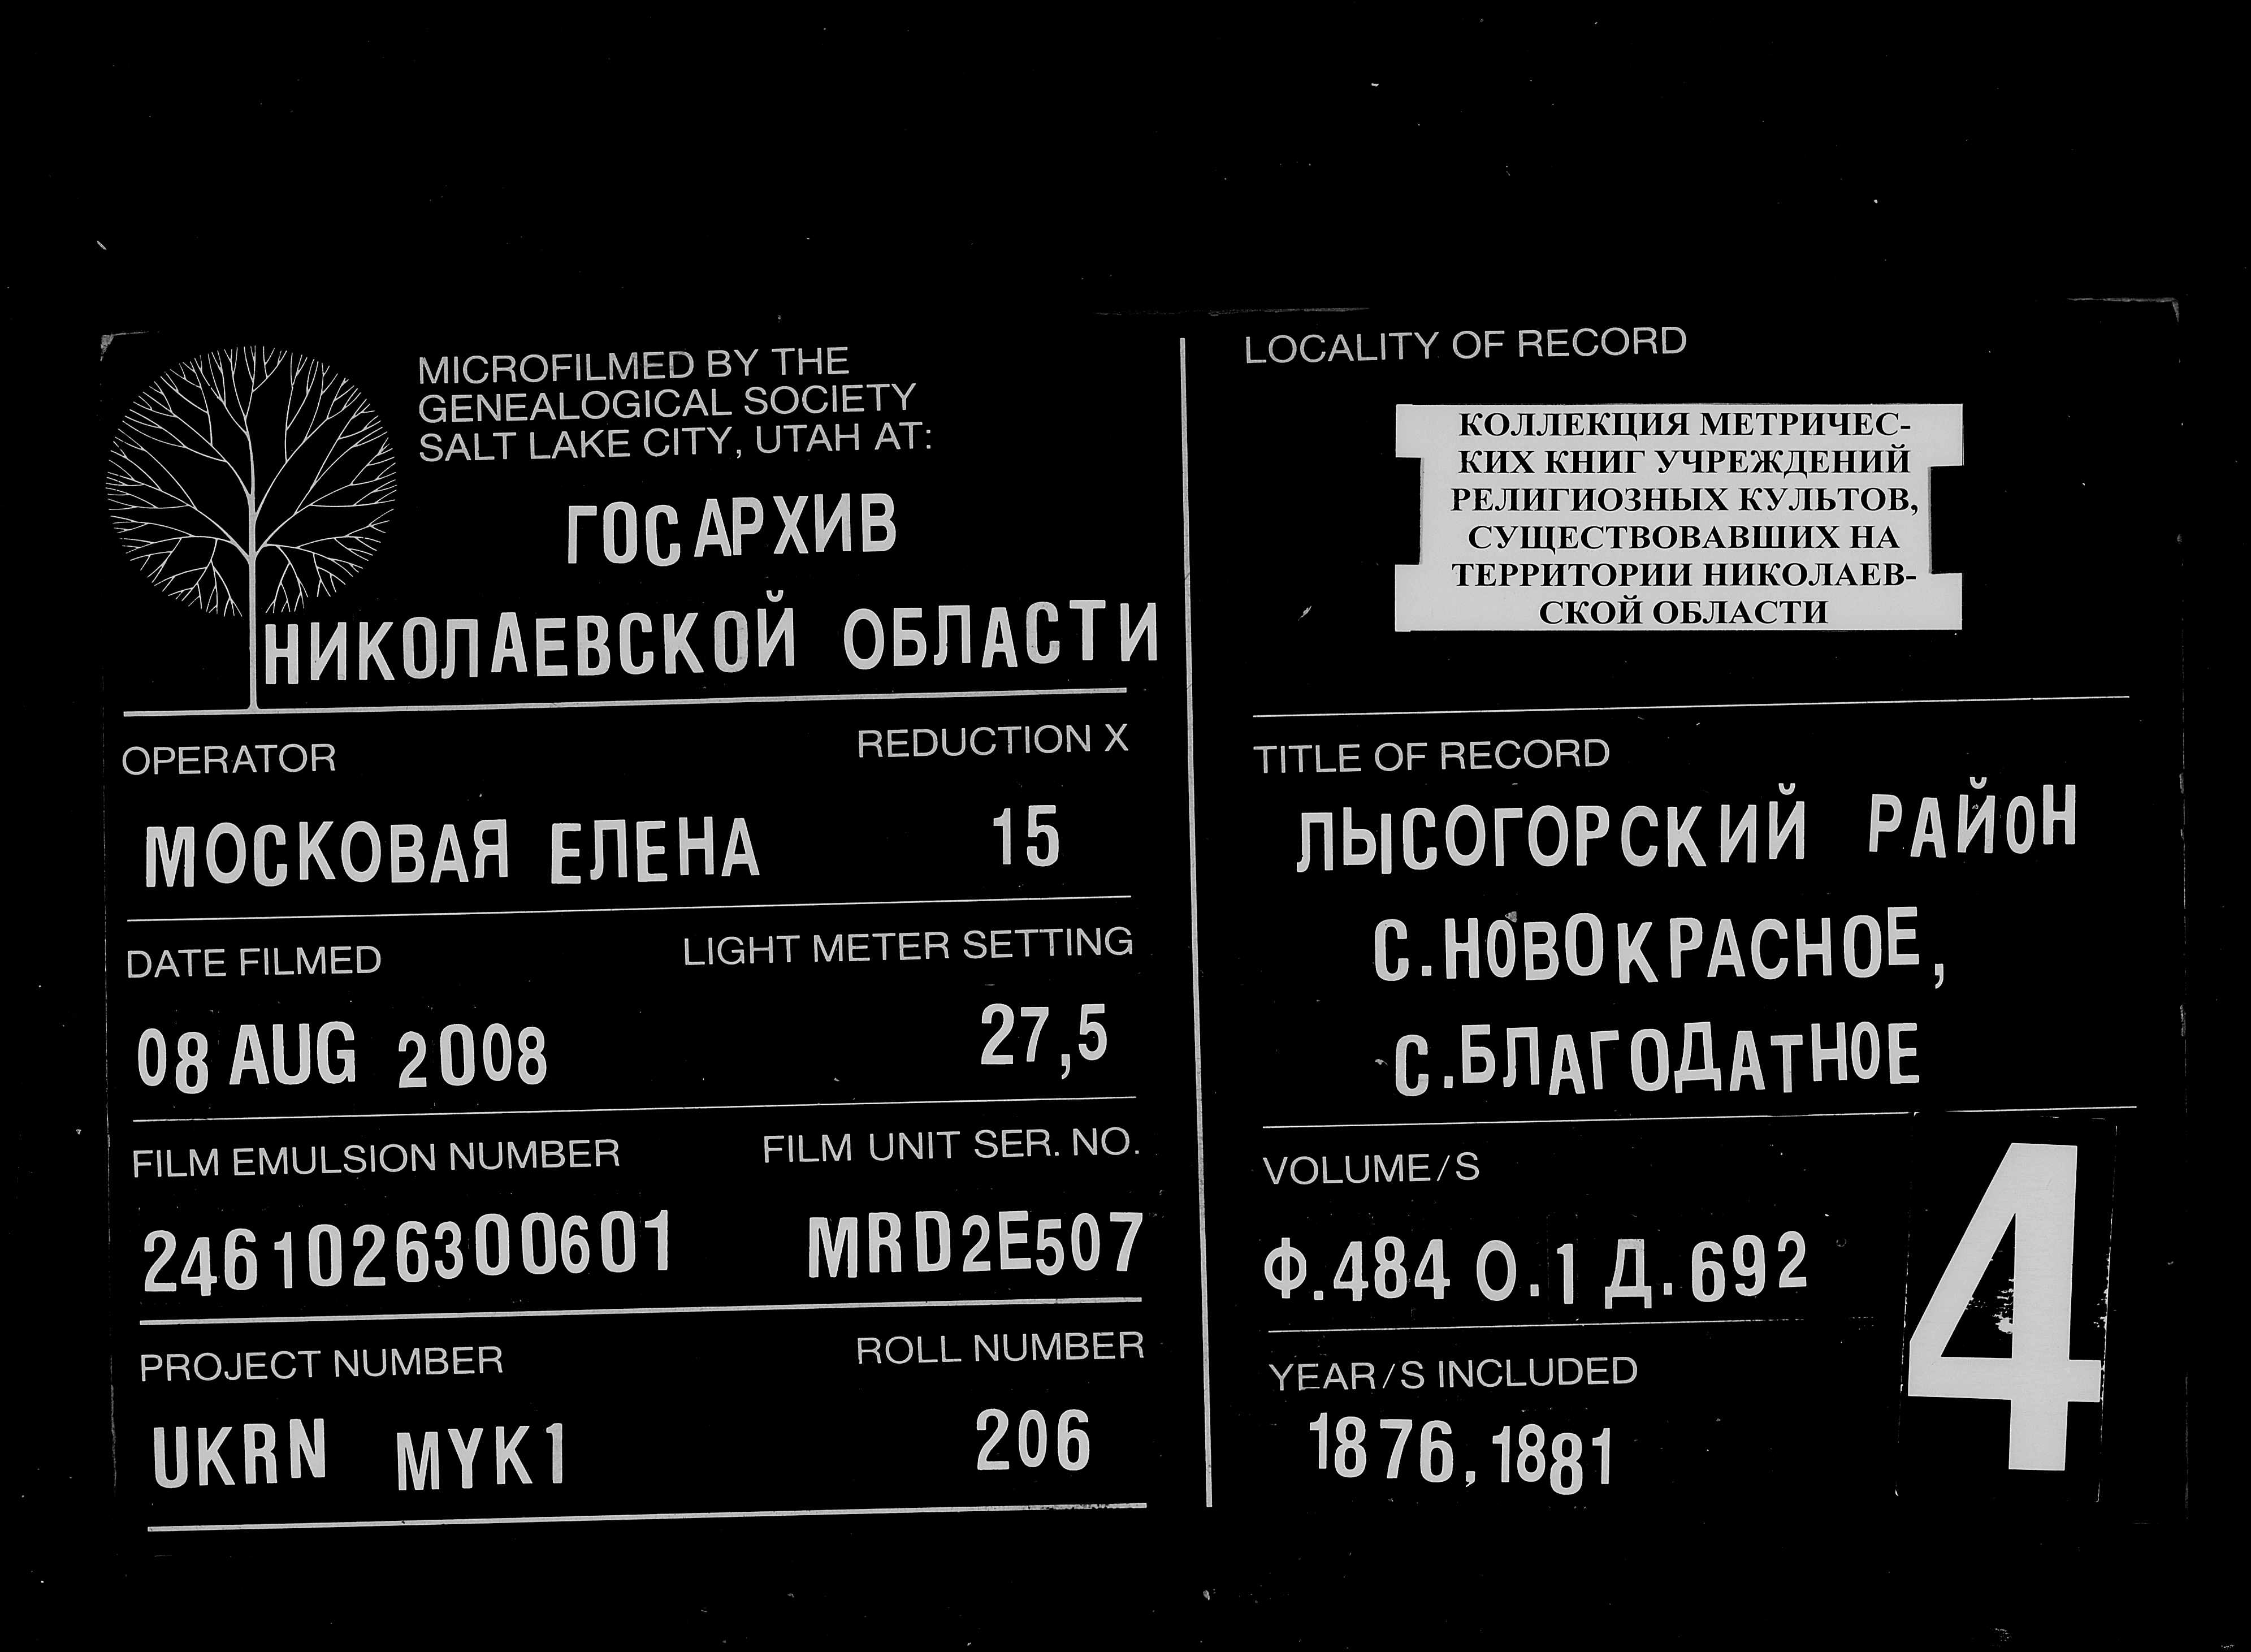 MICROFILMED BY THE
GENEALOGICAL SOCIETY
SALT LAKE CITY, UTAH AT:
ГОСАРХИВ
НИКОЛАЕВСКОЙ ОБЛАСТИ
OPERATOR
REDUCTION X
МОСКОВАЯ ЕЛЕНА
15
DATE FILMED
LIGHT METER SETTING
08 AUG 2008
27,5
FILM EMULSION NUMBER
FILM UNIT SER. NO.
2461026300601
MRD2E507
PROJECT NUMBER
ROLL NUMBER
UKRN MYK1
206
LOCALITY OF RECORD
КОЛЛЕКЦИЯ МЕТРИЧЕС-
КИХ КНИГ УЧРЕЖДЕНИЙ
РЕЛИГИОЗНЫХ КУЛЬТОВ,
СУЩЕСТВОВАВШИХ НА
ТЕРРИТОРИИ НИКОЛАЕВ-
СКОЙ ОБЛАСТИ
TITLE OF RECORD
ЛЫСОГОРСКИЙ РАЙОН
С.НОВОКРАСНОЕ,
С.БЛАГОДАТНОЕ
VOLUME/S
Ф.484 О.1 Д.692
YEAR/S INCLUDED
1876,1881
4